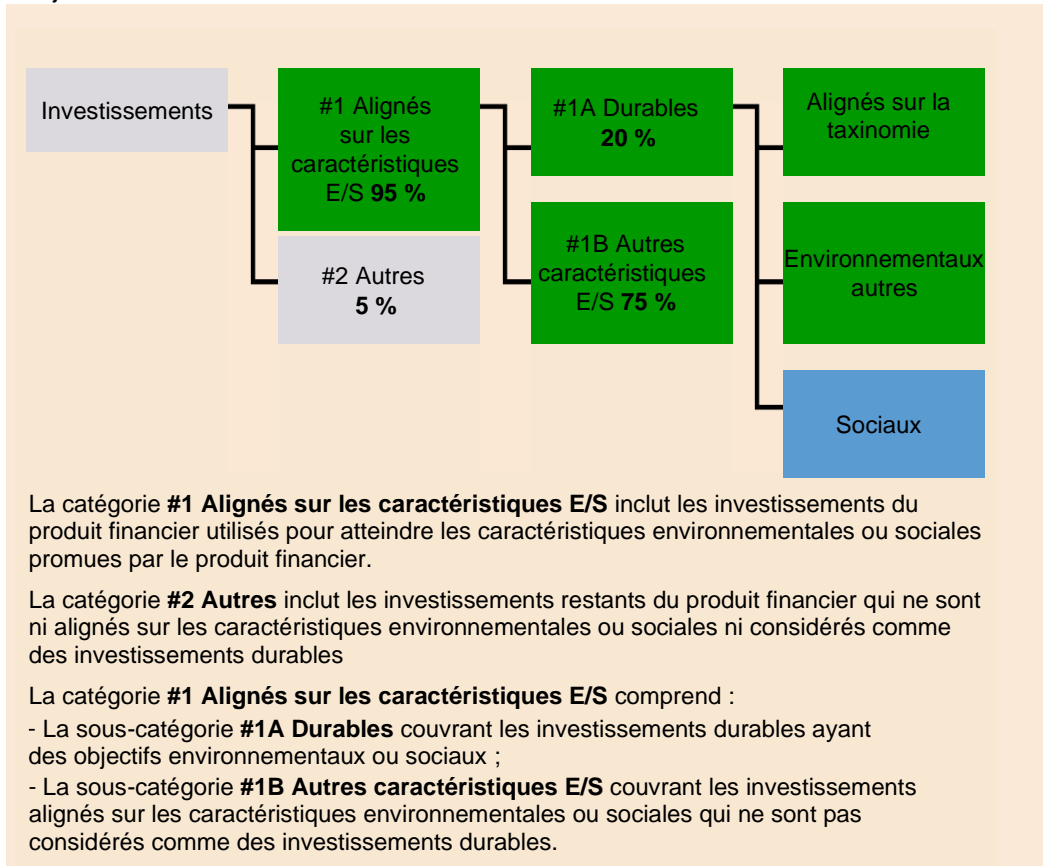 Investissements
#1 Alignés
sur les
caractéristiques
E/S 95 %
#2 Autres
5 %
#1A Durables
20 %
#1B Autres
caractéristiques
E/S 75 %
Alignés sur la
taxinomie
Environnementaux
autres
Sociaux
La catégorie #1 Alignés sur les caractéristiques E/S inclut les investissements du
produit financier utilisés pour atteindre les caractéristiques environnementales ou sociales
promues par le produit financier.
La catégorie #2 Autres inclut les investissements restants du produit financier qui ne sont
ni alignés sur les caractéristiques environnementales ou sociales ni considérés comme
des investissements durables
La catégorie #1 Alignés sur les caractéristiques E/S comprend :
- La sous-catégorie #1A Durables couvrant les investissements durables ayant
des objectifs environnementaux ou sociaux ;
- La sous-catégorie #1B Autres caractéristiques E/S couvrant les investissements
alignés sur les caractéristiques environnementales ou sociales qui ne sont pas
considérés comme des investissements durables.